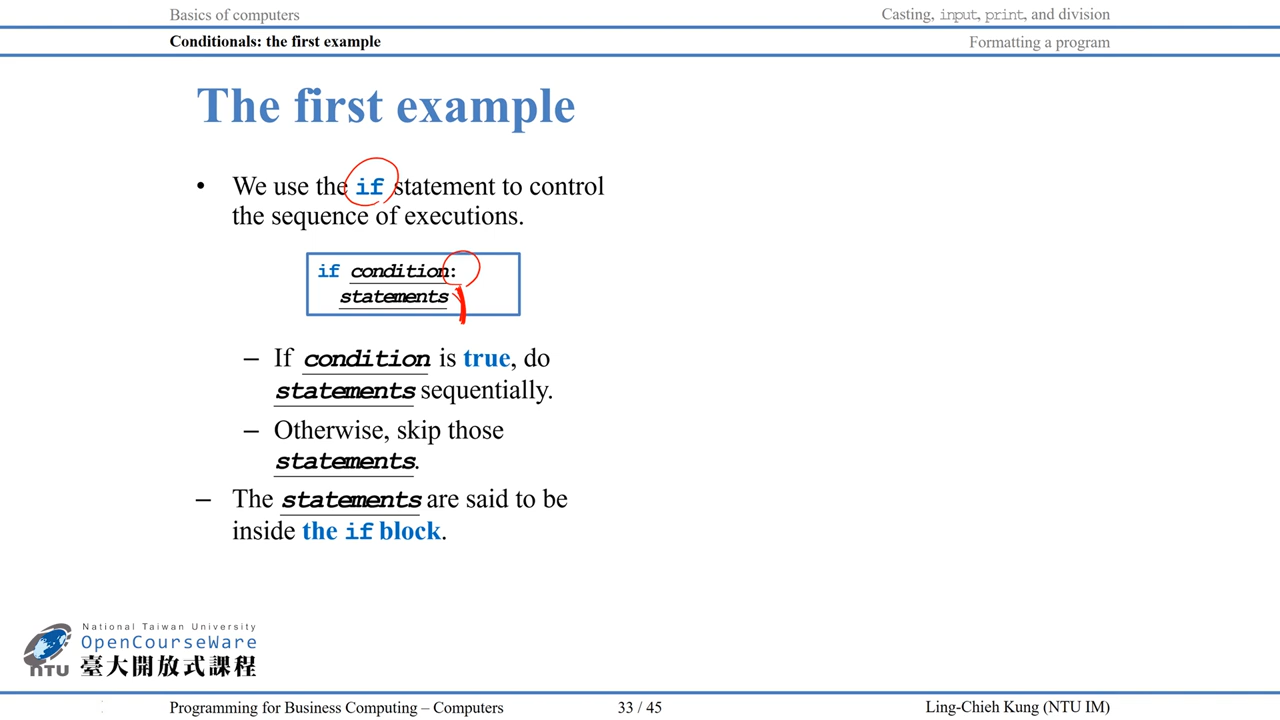 Basics of computers
Casting, input, print, and division
Conditionals: the first example
Formatting a program
The first example
• We use the if statement to control
the sequence of executions.
if condition:
statements
– If condition is true, do
statements sequentially.
– Otherwise, skip those
statements.
– The statements are said to be
inside the if block.
National Taiwan University
OpenCourseWare
NTU 臺大開放式課程
Programming for Business Computing – Computers
33 / 45
Ling-Chieh Kung (NTU IM)